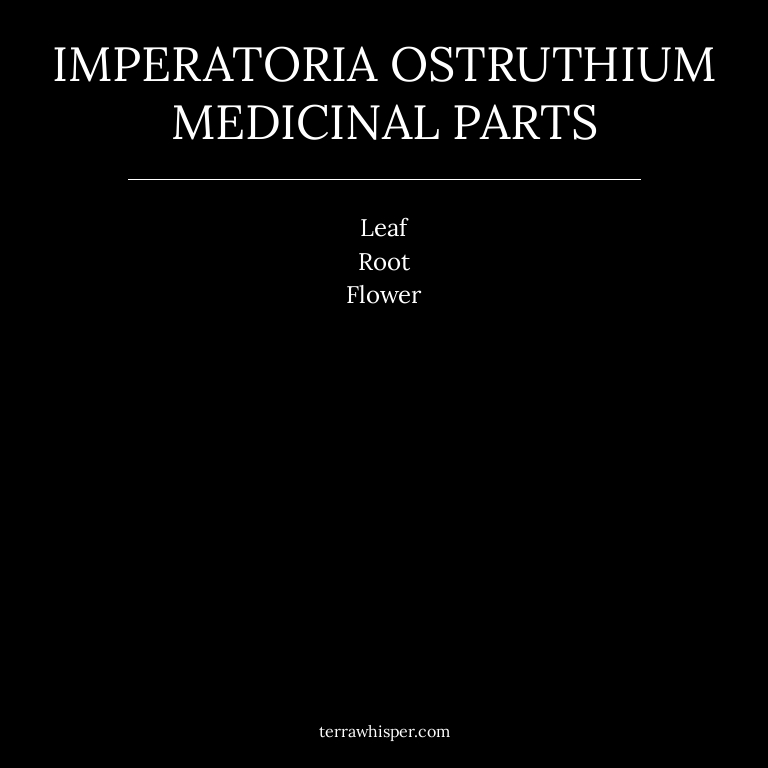 IMPERATORIA OSTRUTHIUM
MEDICINAL PARTS
Leaf
Root
Flower
terrawhisper.com